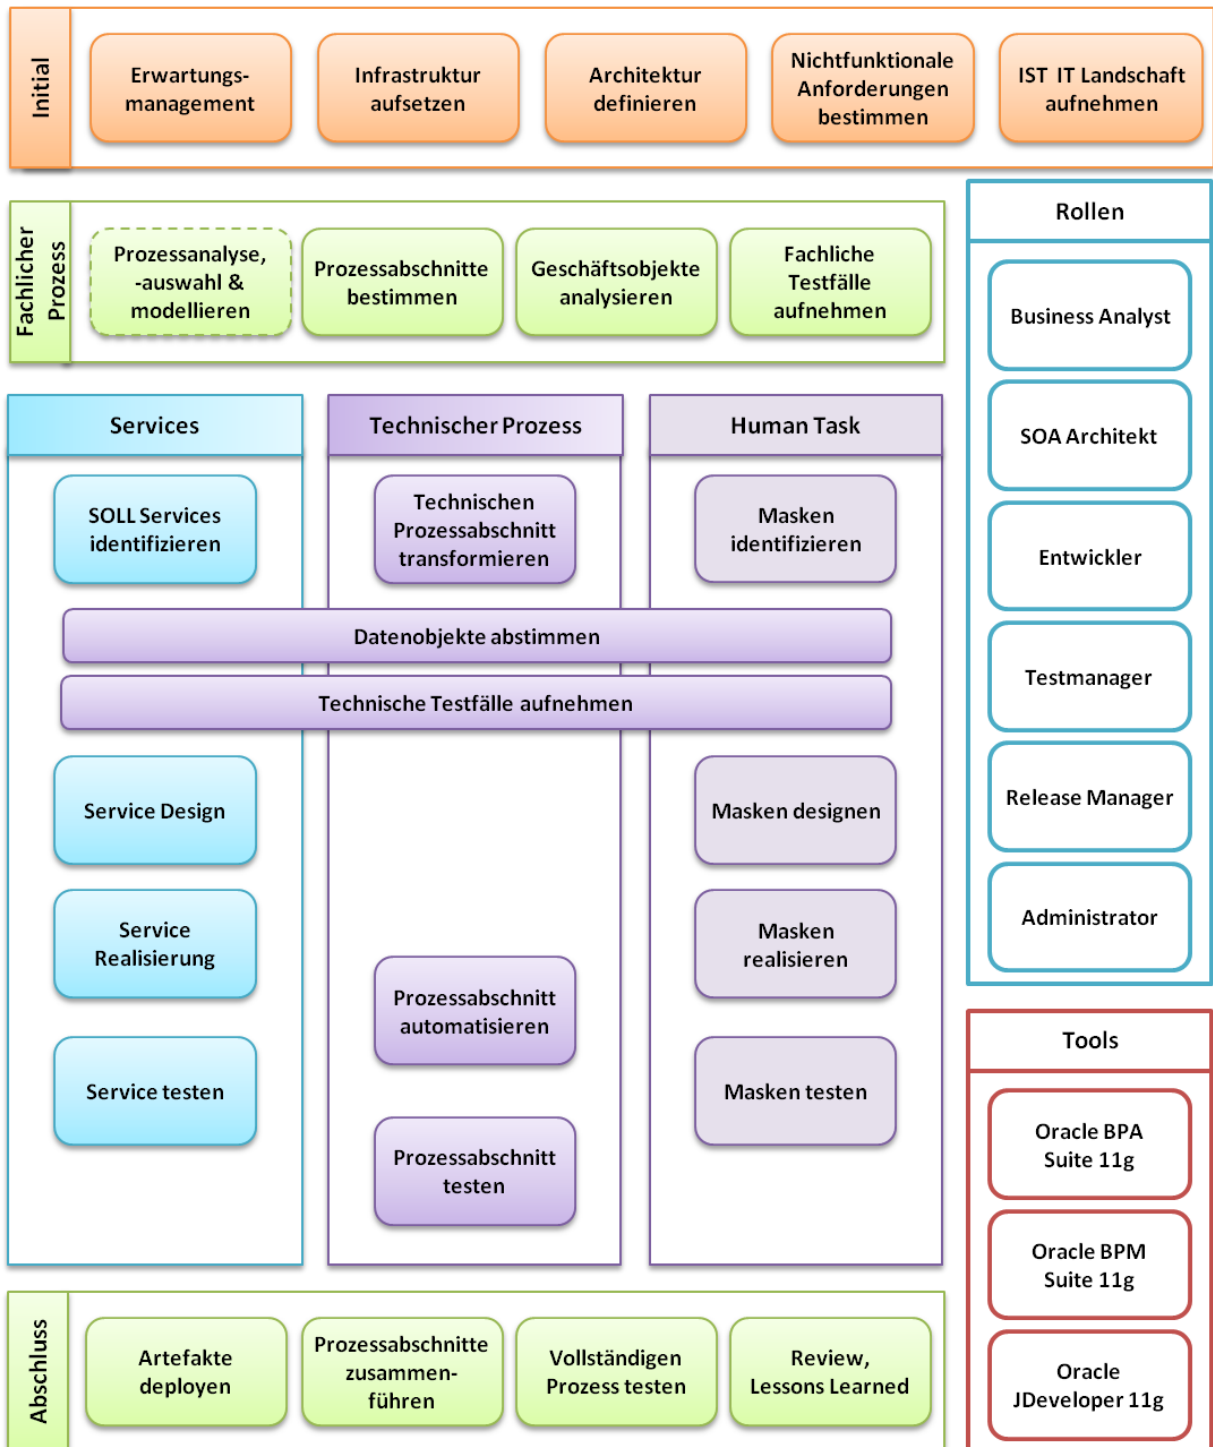 Initial
Erwartungs-
management
Infrastruktur
aufsetzen
Architektur
definieren
Nichtfunktionale
Anforderungen
bestimmen
IST IT Landschaft
aufnehmen
Fachlicher
Prozess
Prozessanalyse,
-auswahl &
modellieren
Prozessabschnitte
bestimmen
Geschäftsobjekte
analysieren
Fachliche
Testfälle
aufnehmen
Services
SOLL Services
identifizieren
Technischer Prozess
Technischen
Prozessabschnitt
transformieren
Human Task
Masken
identifizieren
Datenobjekte abstimmen
Technische Testfälle aufnehmen
Service Design
Service
Realisierung
Service testen
Prozessabschnitt
automatisieren
Prozessabschnitt
testen
Masken designen
Masken
realisieren
Masken testen
Abschluss
Artefakte
deployen
Prozessabschnitte
zusammen-
führen
Vollständigen
Prozess testen
Review,
Lessons Learned
Rollen
Business Analyst
SOA Architekt
Entwickler
Testmanager
Release Manager
Administrator
Tools
Oracle BPA
Suite 11g
Oracle BPM
Suite 11g
Oracle
JDeveloper 11g